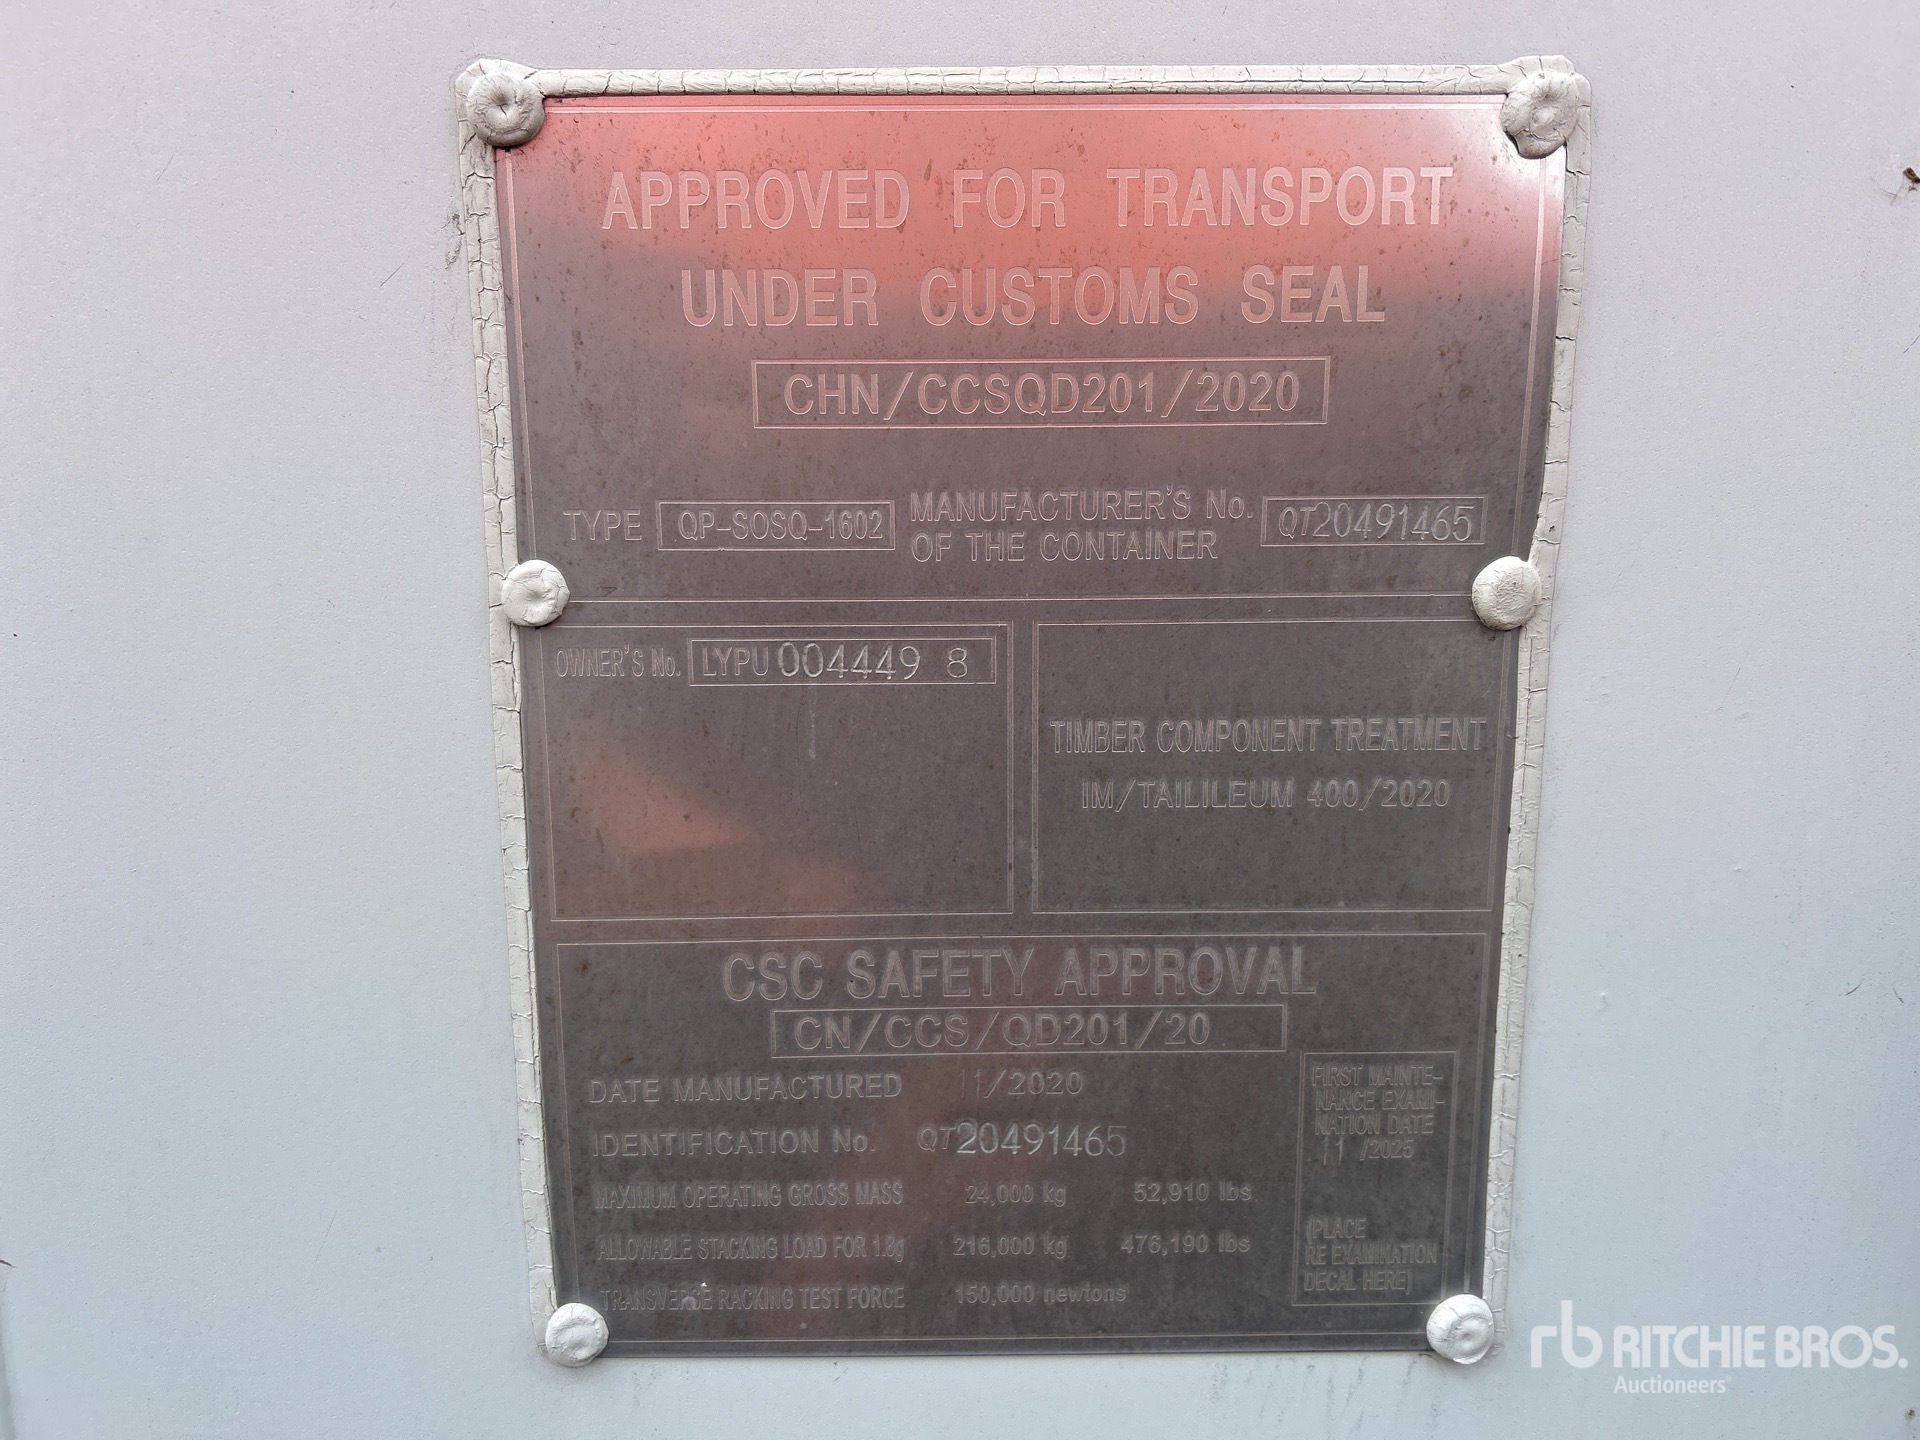 APPROVED FOR TRANSPORT
UNDER CUSTOMS SEAL
CHN/CCSQD201/2020
TYPE QP-SOSQ-1602 MANUFACTURER'S No. OF THE CONTAINER QT20491465
OWNER'S No. LYPU 004449 8
TIMBER COMPONENT TREATMENT
IM/TAILILEUM 400/2020
CSC SAFETY APPROVAL
CN/CCS/QD201/20
DATE MANUFACTURED 11/2020
IDENTIFICATION No. QT20491465
MAXIMUM OPERATING GROSS MASS 24,000 kg 52,910 lbs
ALLOWABLE STACKING LOAD FOR 1.8g 216,000 kg 476,190 lbs
TRANSVERSE RACKING TEST FORCE 150,000 newtons
FIRST MAINTE-
NANCE EXAMI-
NATION DATE
11 /2025
(PLACE
RE EXAMINATION
DECAL HERE)
rb RITCHIE BROS.
Auctioneers